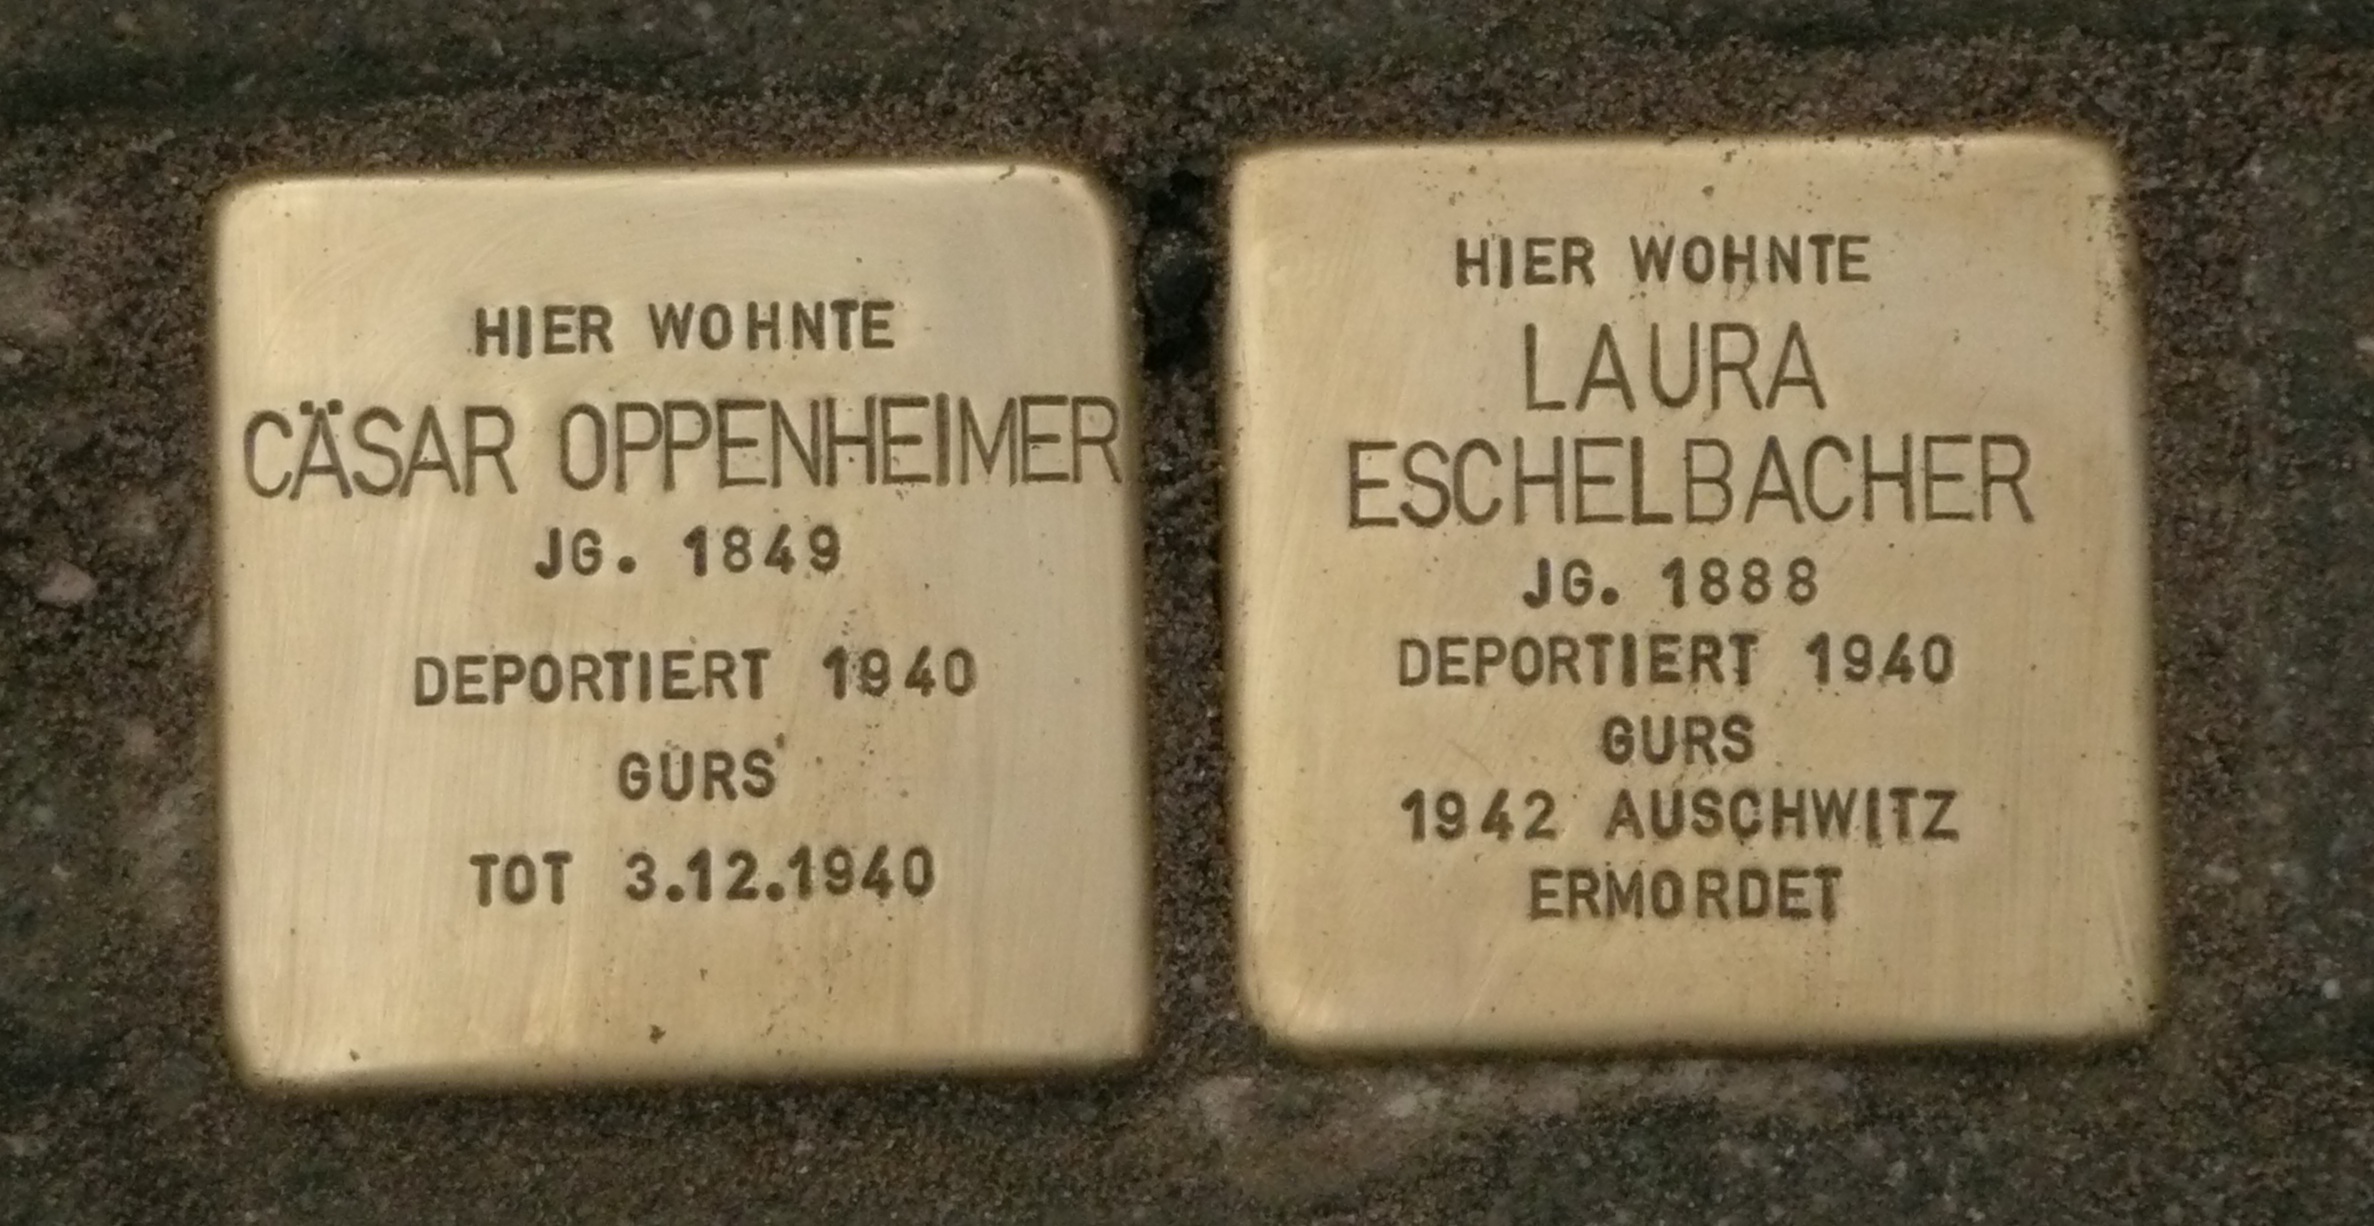 HIER WOHNTE
CÄSAR OPPENHEIMER
JG. 1849
DEPORTIERT 1940
GURS
TOT 3.12.1940
HIER WOHNTE
LAURA
ESCHELBACHER
JG. 1888
DEPORTIERT 1940
GURS
1942 AUSCHWITZ
ERMORDET